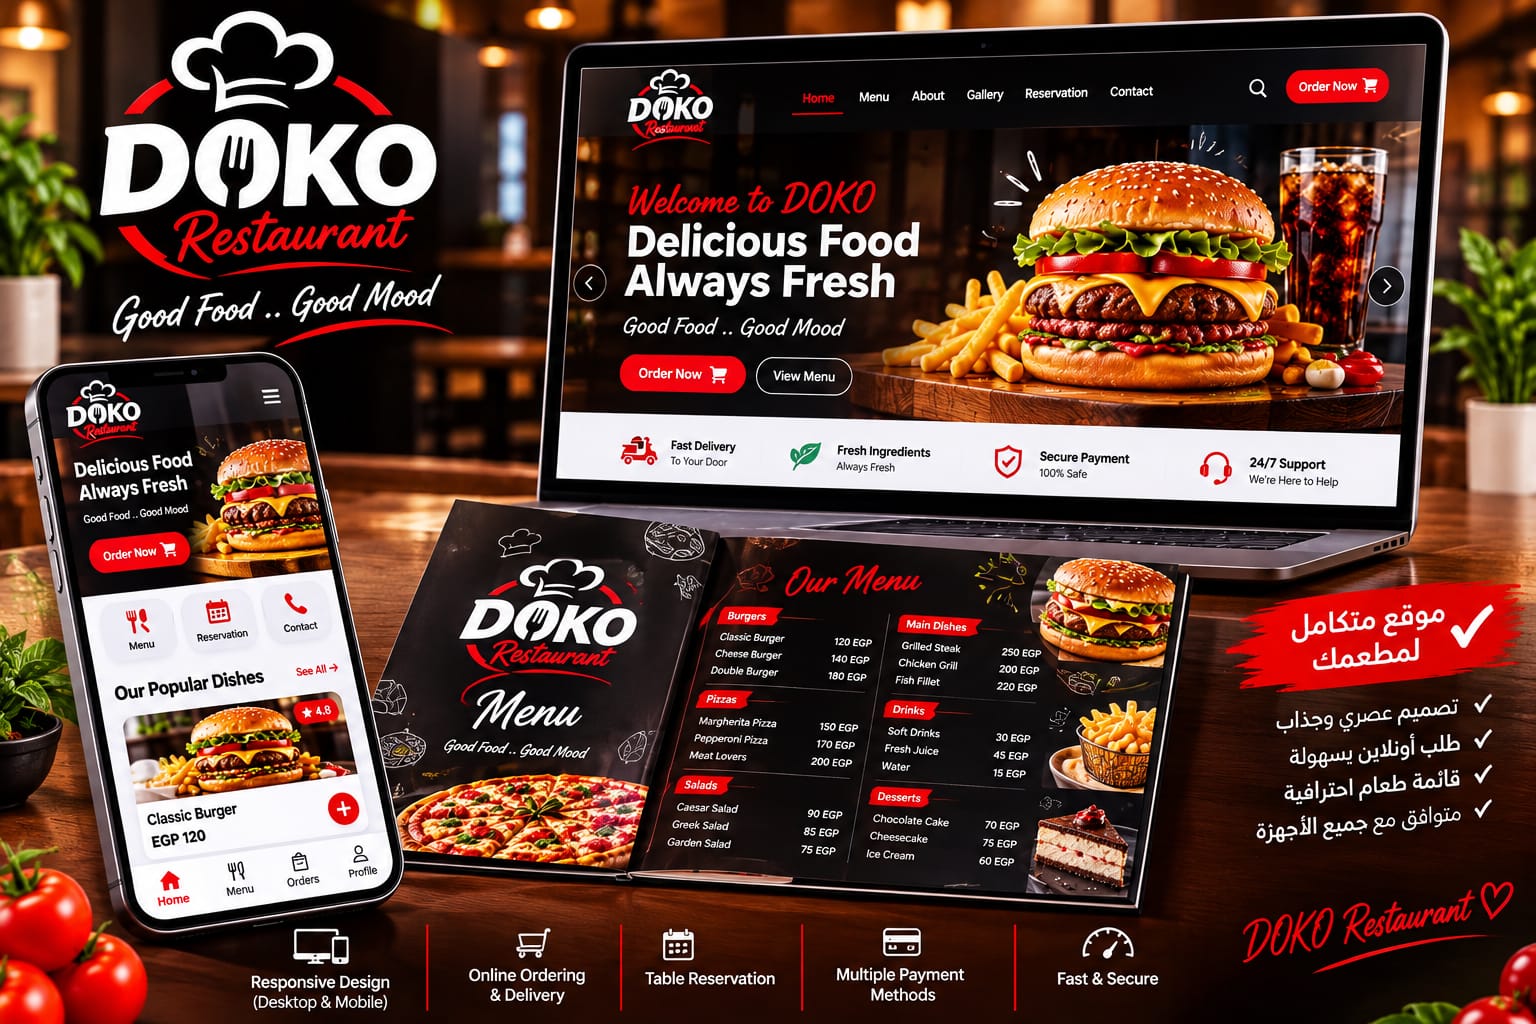 DOKO
Restaurant
Good Food .. Good Mood
DOKO
Restaurant
Home
Menu
About
Gallery
Reservation
Contact
Order Now
Welcome to DOKO
Delicious Food
Always Fresh
Good Food .. Good Mood
Order Now
View Menu
Fast Delivery
To Your Door
Fresh Ingredients
Always Fresh
Secure Payment
100% Safe
24/7 Support
We're Here to Help
DOKO
Restaurant
Delicious Food
Always Fresh
Good Food .. Good Mood
Order Now
Menu
Reservation
Contact
Our Popular Dishes
See All →
★ 4.8
Classic Burger
EGP 120
Home
Menu
Orders
Profile
DOKO
Restaurant
Menu
Good Food .. Good Mood
Our Menu
Burgers
Classic Burger 120 EGP
Cheese Burger 140 EGP
Double Burger 180 EGP
Pizzas
Margherita Pizza 150 EGP
Pepperoni Pizza 170 EGP
Meat Lovers 200 EGP
Salads
Caesar Salad 90 EGP
Greek Salad 85 EGP
Garden Salad 75 EGP
Main Dishes
Grilled Steak 250 EGP
Chicken Grill 200 EGP
Fish Fillet 220 EGP
Drinks
Soft Drinks 30 EGP
Fresh Juice 45 EGP
Water 15 EGP
Desserts
Chocolate Cake 70 EGP
Cheesecake 75 EGP
Ice Cream 60 EGP
موقع متكامل
لمطعمك
تصميم عصري وجذاب
طلب أونلاين بسهولة
قائمة طعام احترافية
متوافق مع جميع الأجهزة
DOKO Restaurant
Responsive Design
(Desktop & Mobile)
Online Ordering
& Delivery
Table Reservation
Multiple Payment
Methods
Fast & Secure